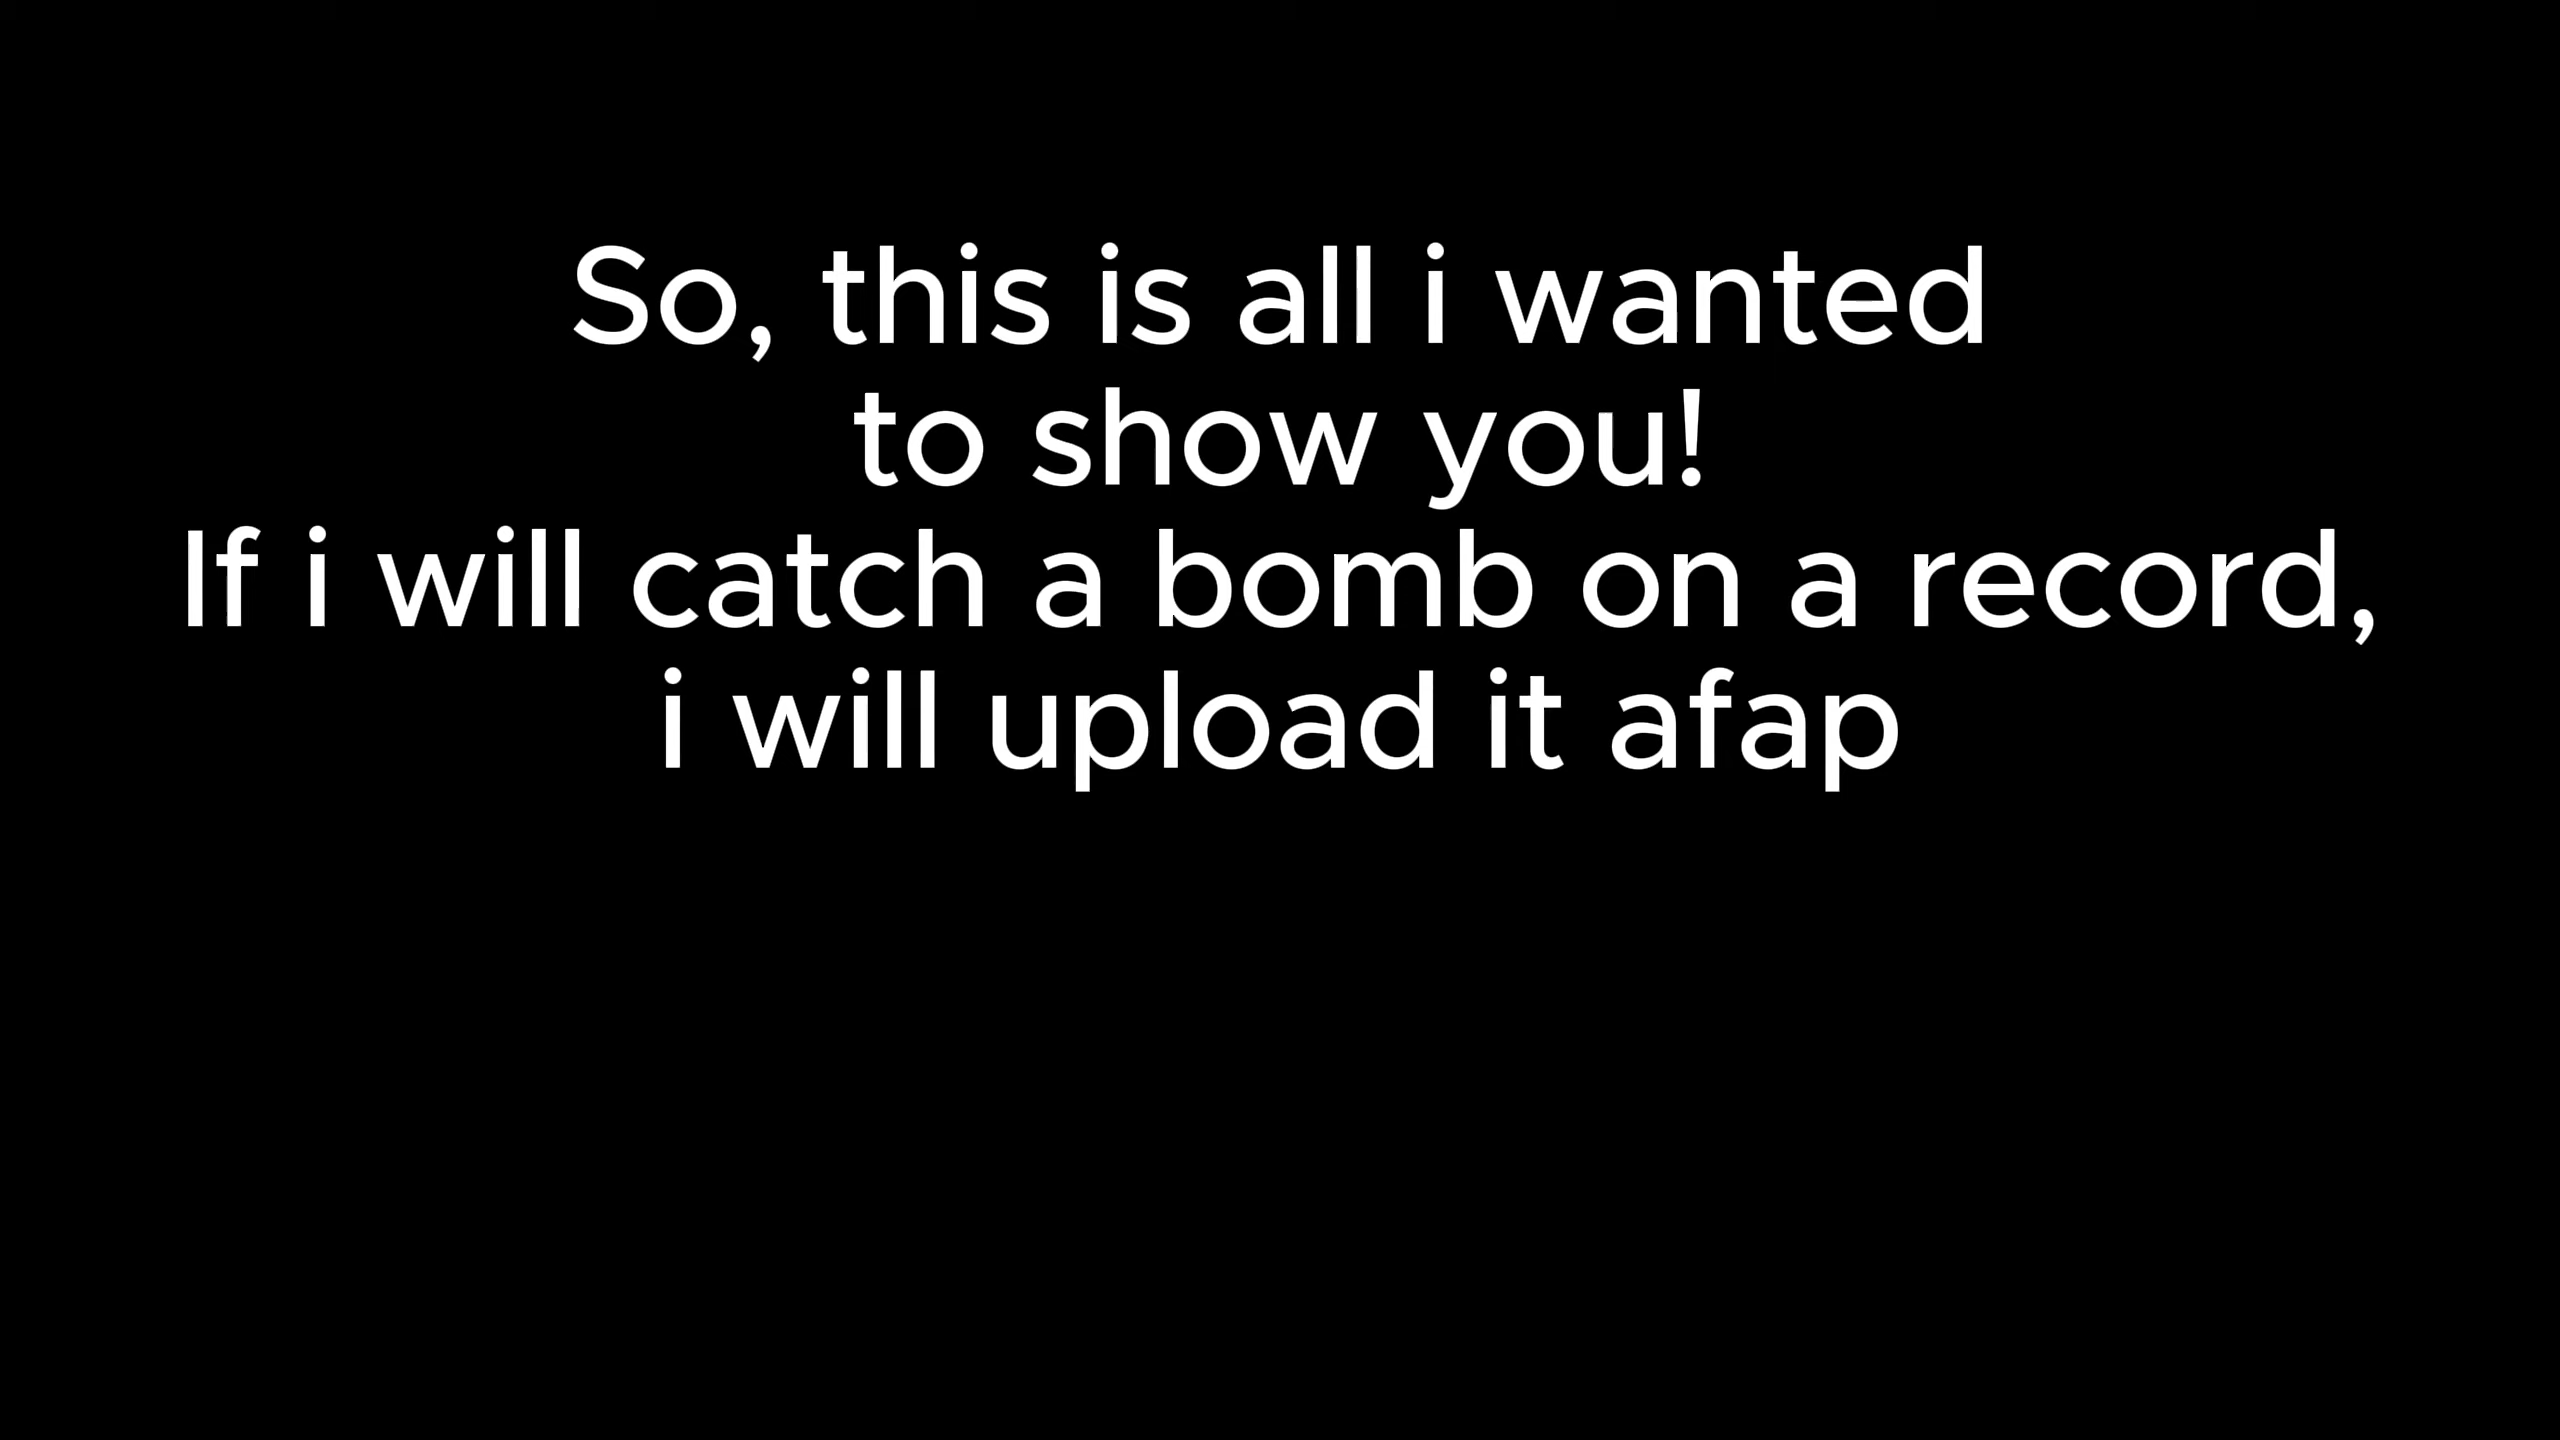 So, this is all i wanted
to show you!
If i will catch a bomb on a record,
i will upload it afap